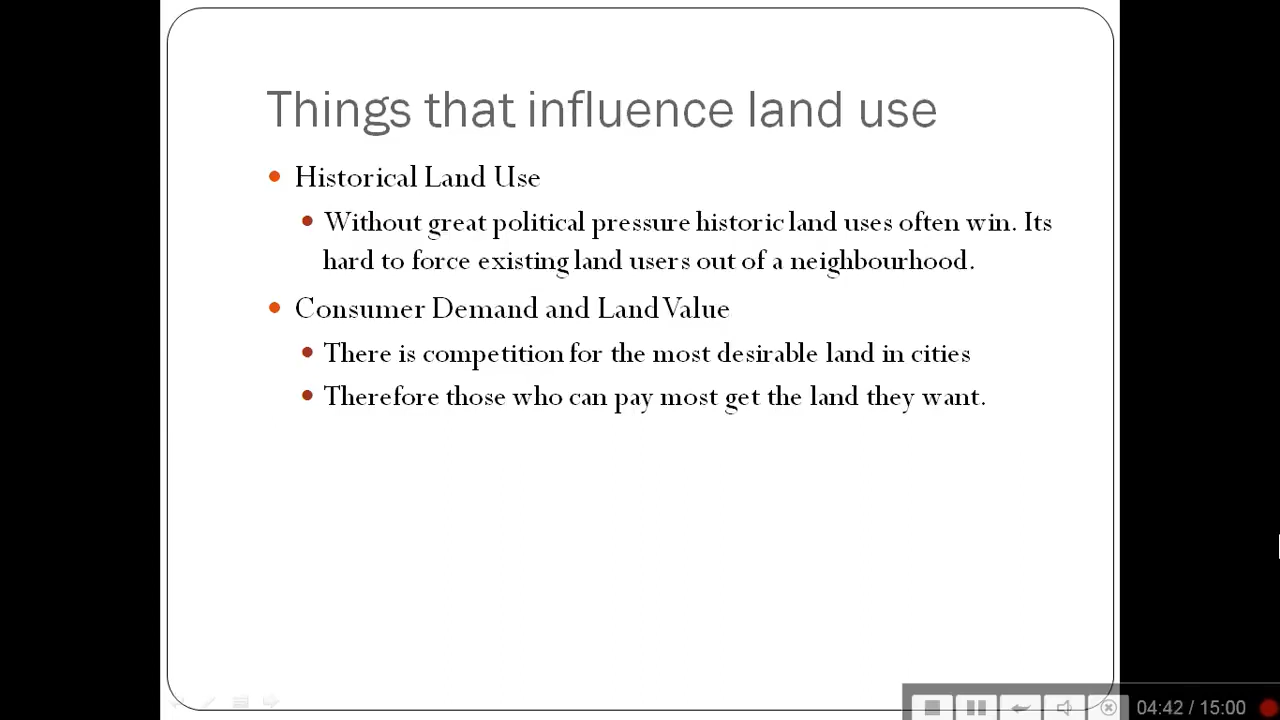 Things that influence land use
Historical Land Use
Without great political pressure historic land uses often win. Its
hard to force existing land users out of a neighbourhood.
Consumer Demand and Land Value
There is competition for the most desirable land in cities
Therefore those who can pay most get the land they want.
04:42 / 15:00